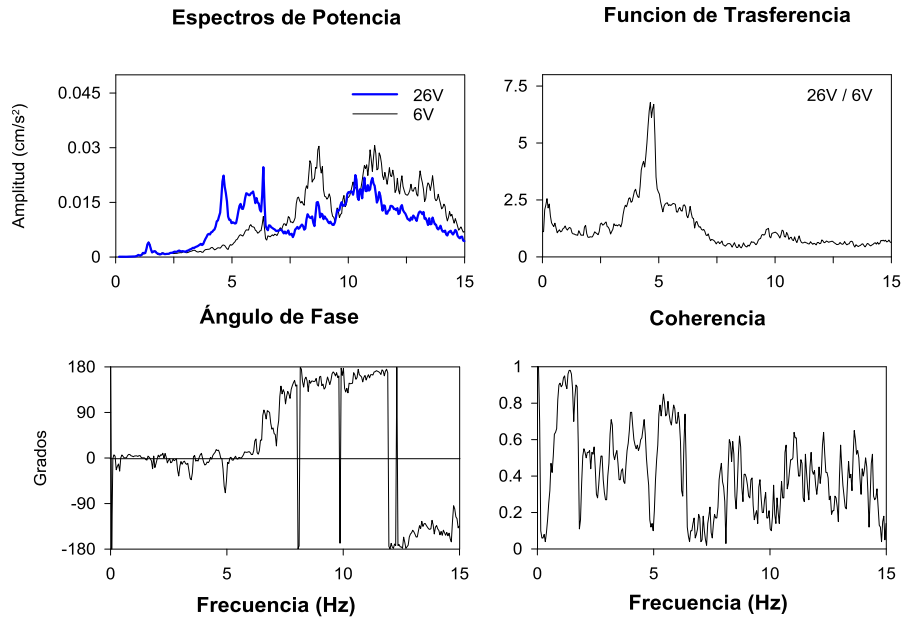 Espectros de Potencia
Funcion de Trasferencia
Amplitud (cm/s²)
0.045
0.03
0.015
0
26V
6V
0 5 10 15
7.5
5
2.5
0
26V / 6V
0 5 10 15
Ángulo de Fase
Coherencia
Grados
180
90
0
-90
-180
0 5 10 15
Frecuencia (Hz)
1
0.8
0.6
0.4
0.2
0
0 5 10 15
Frecuencia (Hz)